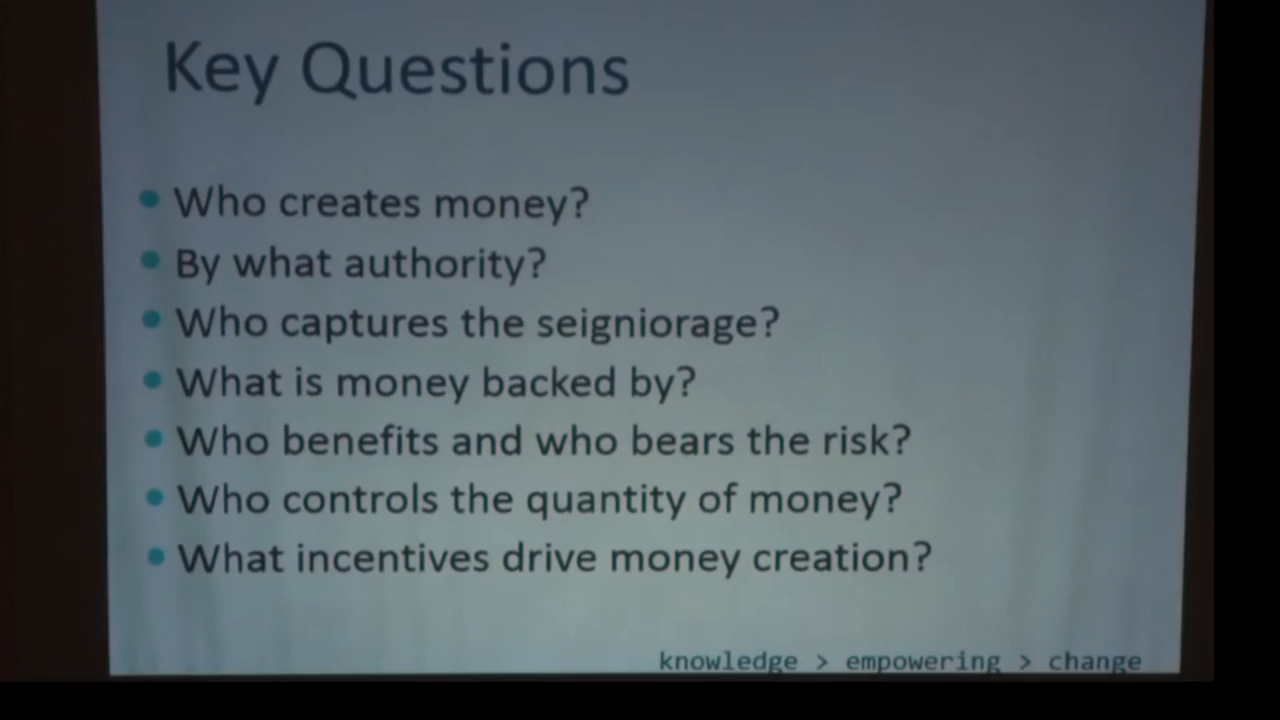 Key Questions
Who creates money?
By what authority?
Who captures the seigniorage?
What is money backed by?
Who benefits and who bears the risk?
Who controls the quantity of money?
What incentives drive money creation?
knowledge > empowering > change